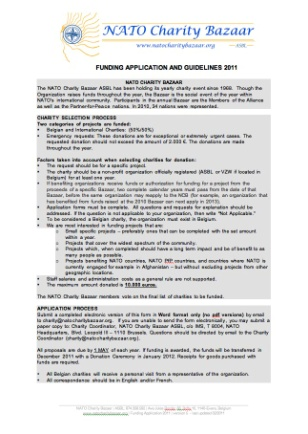 NATO Charity Bazaar
www.natocharitybazaar.org
FUNDING APPLICATION AND GUIDELINES 2011
NATO CHARITY BAZAAR
The NATO Charity Bazaar ASBL has been holding its yearly charity event since 1968. Though the
Organization raises funds throughout the year, the Bazaar is the social event of the year within
NATO's international community. Participants in the annual Bazaar are the Members of the Alliance
as well as the Partner-for-Peace nations. In 2010, 34 nations were represented.
CHARITY SELECTION PROCESS
Two categories of projects are funded:
Belgian and International Charities: (50%/50%)
Emergency requests: These donations are for exceptional or extremely urgent cases. The
requested donation should not exceed the amount of 2.000 €. The donations are made
throughout the year.
Factors taken into account when selecting charities for donation:
The request should be for a specific project.
The charity should be a non-profit organization officially registered (ASBL or VZW if located in
Belgium) for at least one year.
If benefiting organizations receive funds or authorization for funding for a project from the
proceeds of a specific Bazaar, two complete calendar years must pass from the date of that
Bazaar, before the same organization may reapply to the NCB (for example, an organization that
has benefited from funds raised at the 2010 Bazaar can next apply in 2013).
Application forms must be complete. All questions and requests for explanation should be
addressed. If the question is not applicable to your organization, then write "Not Applicable."
To be considered a Belgian charity, the organization must exist in Belgium.
We are most interested in funding projects that are:
Small specific projects – preferably ones that can be completed with the set amount
within a year.
Projects that cover the widest spectrum of the community.
Projects which, when completed should have a long term impact and be of benefit to as
many people as possible.
Projects benefiting NATO countries, NATO PfP countries, and countries where NATO is
currently engaged for example in Afghanistan – but without excluding projects from other
geographic locations.
Staff salaries and administration costs as a general rule are not supported.
The maximum amount donated is 10.000 euros.
The NATO Charity Bazaar members vote on the final list of charities to be funded.
APPLICATION PROCESS
Submit a completed electronic version of this form in Word format only (no pdf versions) by email
to charity@natocharitybazaar.org. If you are unable to send the form electronically, you may submit a
paper copy to: Charity Coordinator, NATO Charity Bazaar ASBL, c/o IMS, T 8004, NATO
Headquarters, Blvd. Leopold III – 1110 Brussels. Questions should be directed by email to the Charity
Coordinator (charity@natocharitybazaar.org).
All proposals are due by 1 MAY of each year. If funding is awarded, the funds will be transferred in
December 2011 with a Donation Ceremony in January 2012. Receipts for goods purchased with
funds are required.
All Belgian charities will receive a personal visit from a representative of the organization.
All correspondence should be in English and/or French.